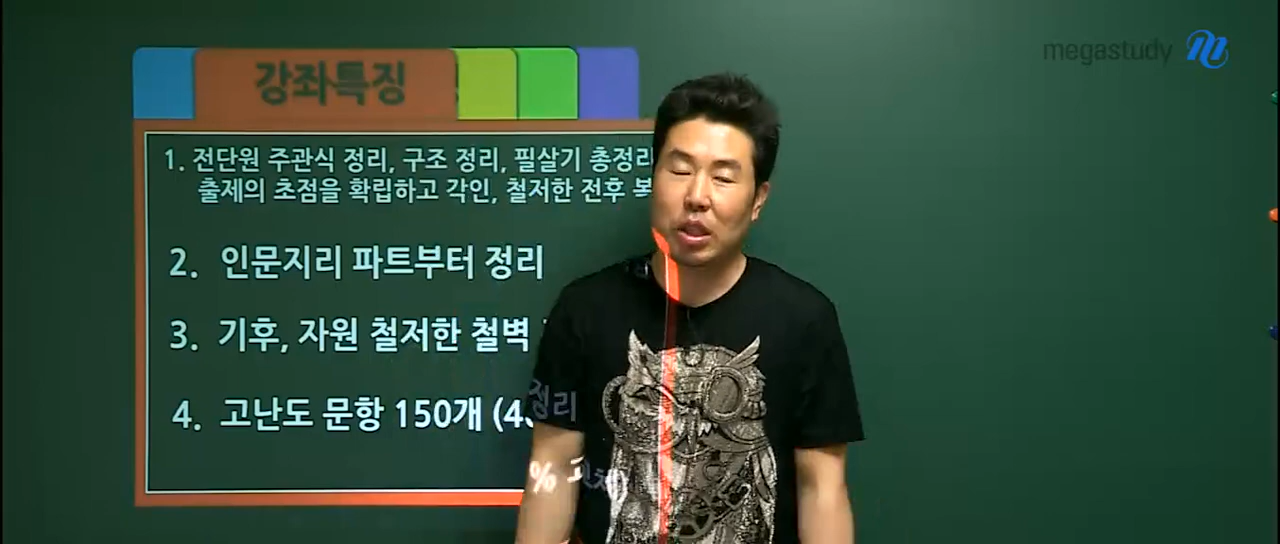 megastudy
강좌특징
1. 전단원 주관식 정리, 구조 정리, 필살기 총정리
출제의 초점을 확립하고 각인, 철저한 전후
2. 인문지리 파트부터 정리
3. 기후, 자원 철저한 철벽
4. 고난도 문항 150개
정리
%